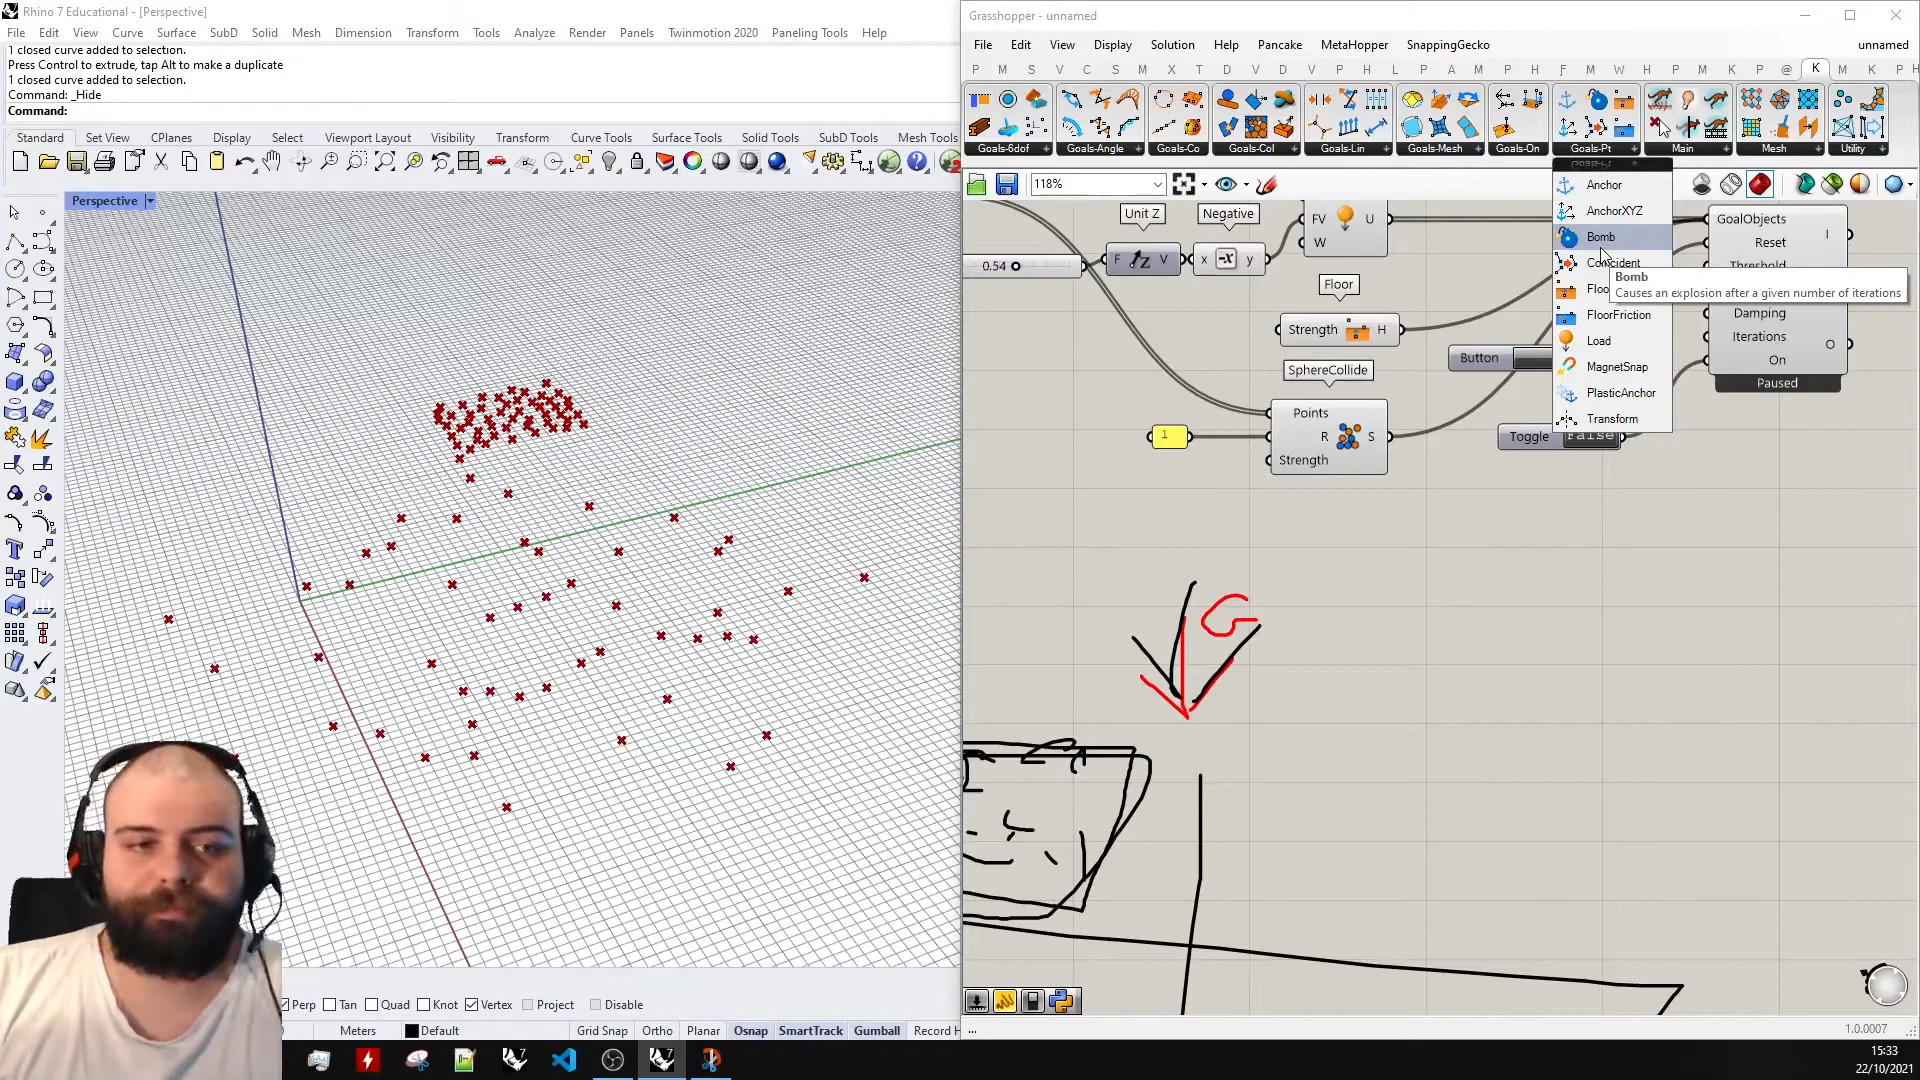 Rhino 7 Educational - [Perspective]
File Edit View Curve Surface SubD Solid Mesh Dimension Transform Tools Analyze Render Panels Twinmotion 2020 Paneling Tools Help
1 closed curve added to selection.
Press Control to extrude, tap Alt to make a duplicate
1 closed curve added to selection.
Command: _Hide
Command:
Standard Set View CPlanes Display Select Viewport Layout Visibility Transform Curve Tools Surface Tools Solid Tools SubD Tools Mesh Tools
Perspective
Perp Tan Quad Knot Vertex Project Disable
Meters Default Grid Snap Ortho Planar Osnap SmartTrack Gumball Record H
Grasshopper - unnamed
File Edit View Display Solution Help Pancake MetaHopper SnappingGecko unnamed
P M S V C S M X T D V D V P L A M S T H F M W H P M K P @ K M K P H
Goals-6dof Goals-Angle Goals-Co Goals-Col Goals-Lin Goals-Mesh Goals-On Goals-Pt Main Mesh Utility
118%
Anchor
AnchorXYZ
Bomb
Coincident
Floo
FloorFriction
Load
MagnetSnap
PlasticAnchor
Transform
Bomb
Causes an explosion after a given number of iterations
Unit Z Negative
0.54
F Z V
x -x y
FV U
W
Floor
Strength H
SphereCollide
Points
R S
Strength
1
Button
Toggle False
GoalObjects
Reset
Threshold
Damping
Iterations
On
I
O
Paused
G
...
1.0.0007
15:33
22/10/2021